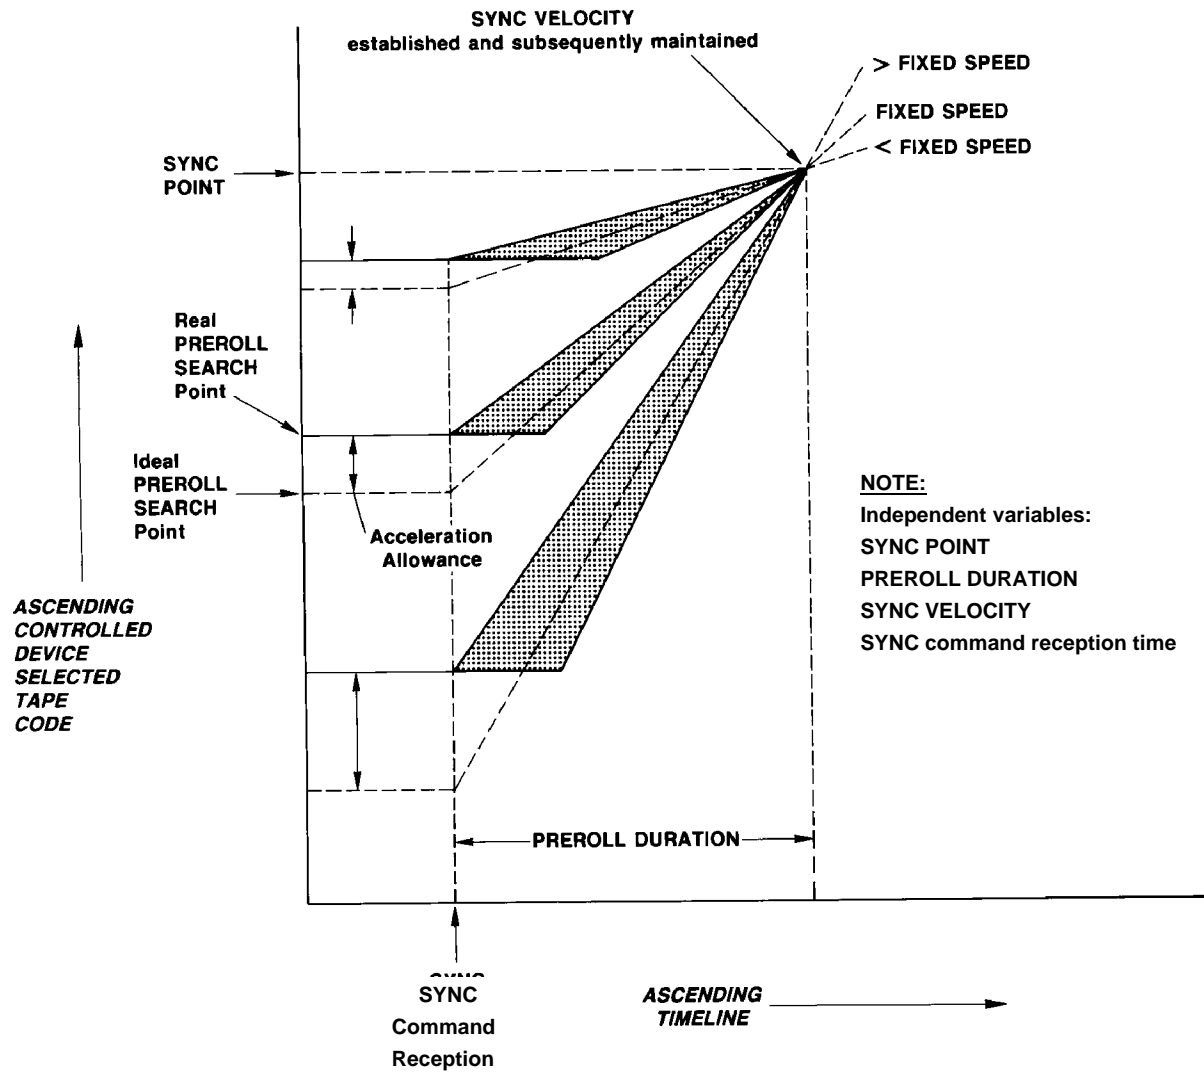 SYNC VELOCITY
established and subsequently maintained
> FIXED SPEED
FIXED SPEED
< FIXED SPEED
SYNC
POINT
Real
PREROLL
SEARCH
Point
Ideal
PREROLL
SEARCH
Point
Acceleration
Allowance
NOTE:
Independent variables:
SYNC POINT
PREROLL DURATION
SYNC VELOCITY
SYNC command reception time
ASCENDING
CONTROLLED
DEVICE
SELECTED
TAPE
CODE
PREROLL DURATION
SYNC
Command
Reception
ASCENDING
TIMELINE